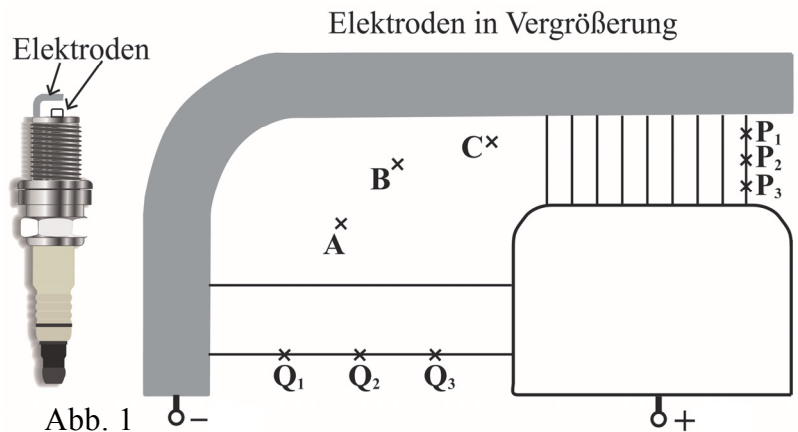 Elektroden in Vergrößerung
Elektroden
C
P₁
B
P₂
P₃
A
Q₁ Q₂ Q₃
Abb. 1
−
+